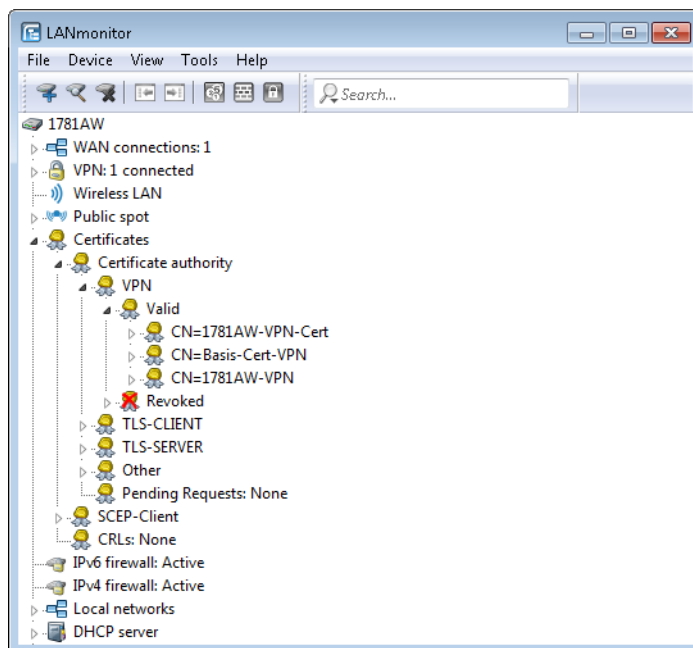 LANmonitor
File Device View Tools Help
Search...
1781AW
WAN connections: 1
VPN: 1 connected
Wireless LAN
Public spot
Certificates
Certificate authority
VPN
Valid
CN=1781AW-VPN-Cert
CN=Basis-Cert-VPN
CN=1781AW-VPN
Revoked
TLS-CLIENT
TLS-SERVER
Other
Pending Requests: None
SCEP-Client
CRLs: None
IPv6 firewall: Active
IPv4 firewall: Active
Local networks
DHCP server